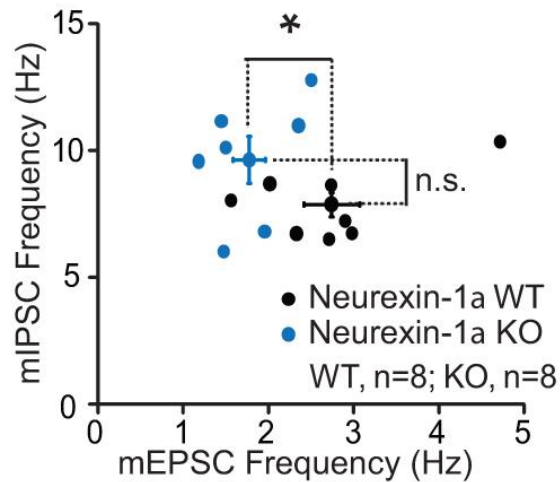 *
15
10
5
0
mIPSC Frequency (Hz)
n.s.
Neurexin-1a WT
Neurexin-1a KO
WT, n=8; KO, n=8
0 1 2 3 4 5
mEPSC Frequency (Hz)